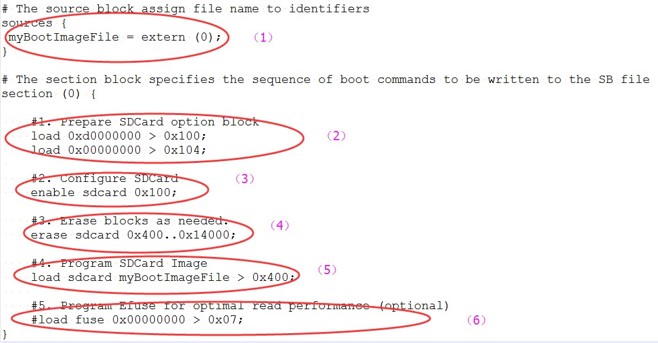 # The source block assign file name to identifiers
sources {
myBootImageFile = extern (0); (1)
}
# The section block specifies the sequence of boot commands to be written to the SB file
section (0) {
#1. Prepare SDCard option block
load 0xd0000000 > 0x100; (2)
load 0x00000000 > 0x104;
#2. Configure SDCard (3)
enable sdcard 0x100;
#3. Erase blocks as needed.
erase sdcard 0x400..0x14000; (4)
#4. Program SDCard Image
load sdcard myBootImageFile > 0x400; (5)
#5. Program Efuse for optimal read performance (optional)
#load fuse 0x00000000 > 0x07; (6)
}